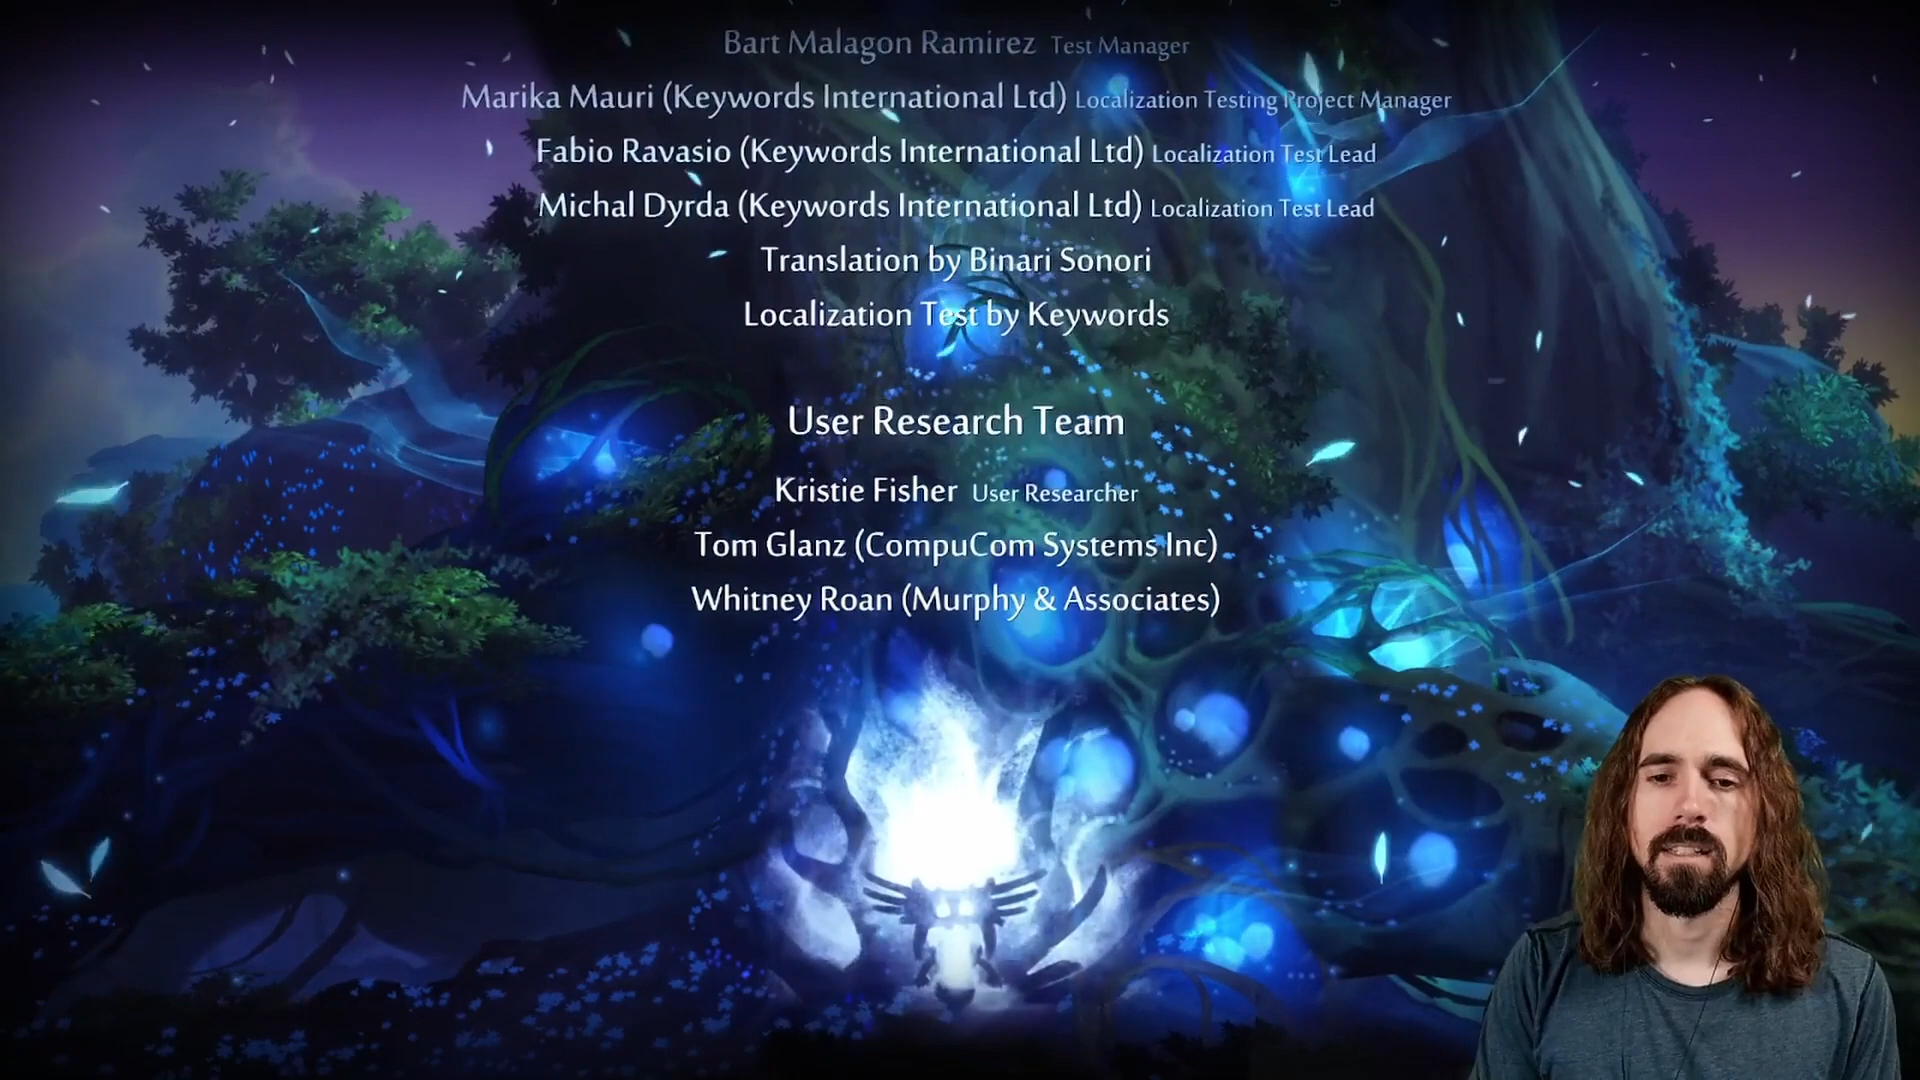 Bart Malagon Ramirez Test Manager
Marika Mauri (Keywords International Ltd) Localization Testing Project Manager
Fabio Ravasio (Keywords International Ltd) Localization Test Lead
Michal Dyrda (Keywords International Ltd) Localization Test Lead
Translation by Binari Sonori
Localization Test by Keywords
User Research Team
Kristie Fisher User Researcher
Tom Glanz (CompuCom Systems Inc)
Whitney Roan (Murphy & Associates)